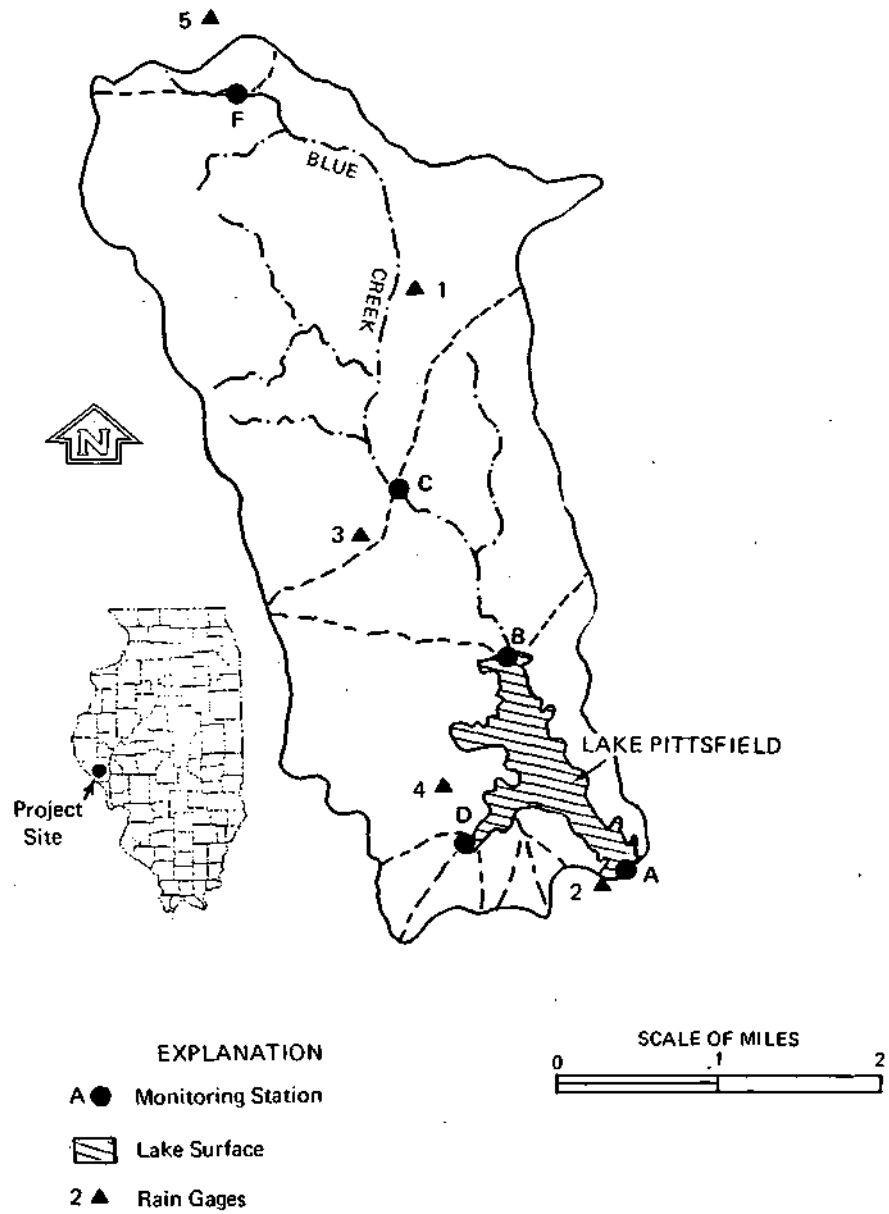 5
F
BLUE
CREEK
1
N
C
3
B
LAKE PITTSFIELD
4
D
2
A
Project
Site
EXPLANATION
A Monitoring Station
Lake Surface
2 Rain Gages
SCALE OF MILES
0 1 2